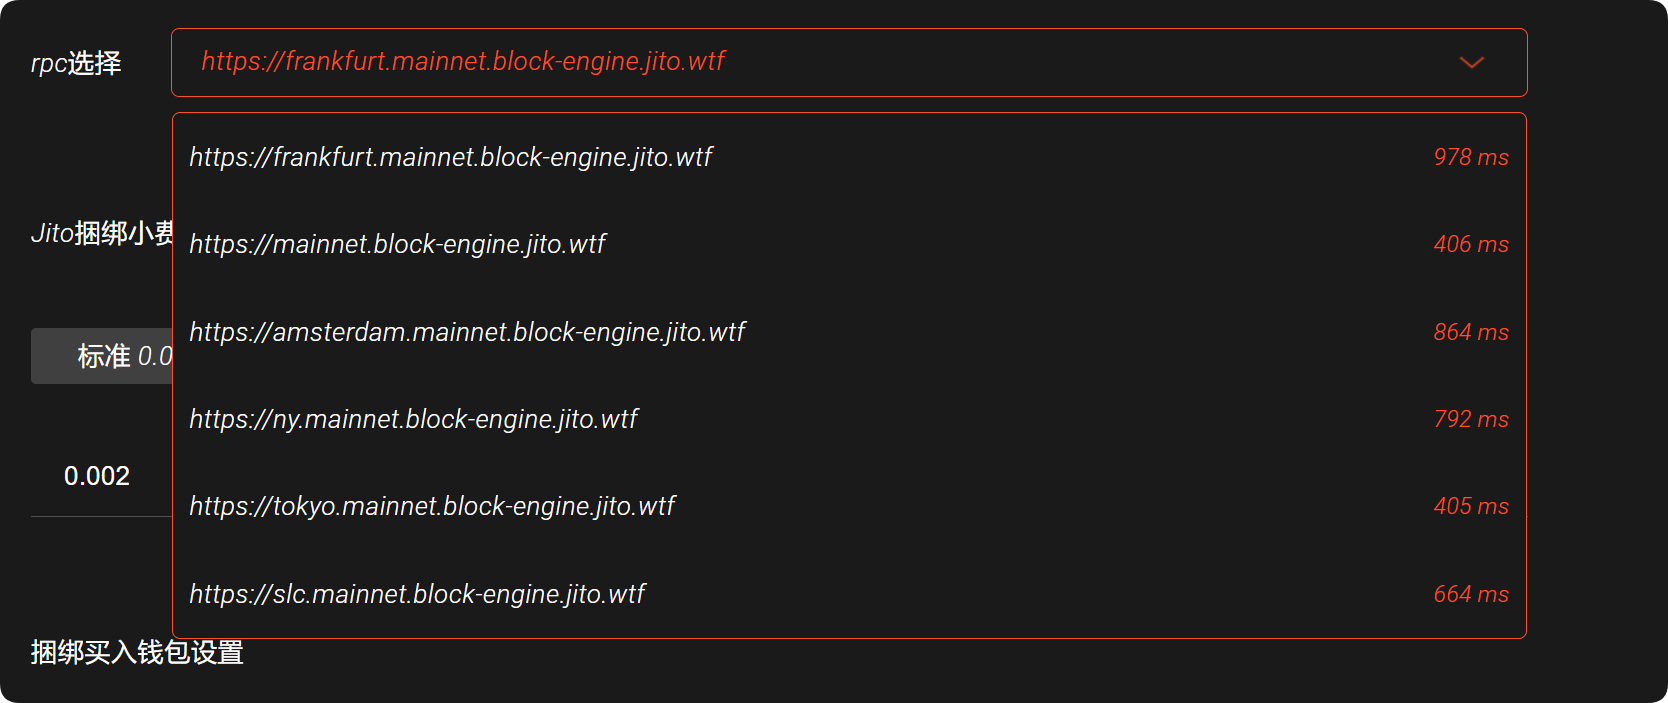 rpc选择 https://frankfurt.mainnet.block-engine.jito.wtf
https://frankfurt.mainnet.block-engine.jito.wtf 978 ms
Jito捆绑小费
https://mainnet.block-engine.jito.wtf 406 ms
https://amsterdam.mainnet.block-engine.jito.wtf 864 ms
标准 0.0
https://ny.mainnet.block-engine.jito.wtf 792 ms
0.002
https://tokyo.mainnet.block-engine.jito.wtf 405 ms
https://slc.mainnet.block-engine.jito.wtf 664 ms
捆绑买入钱包设置